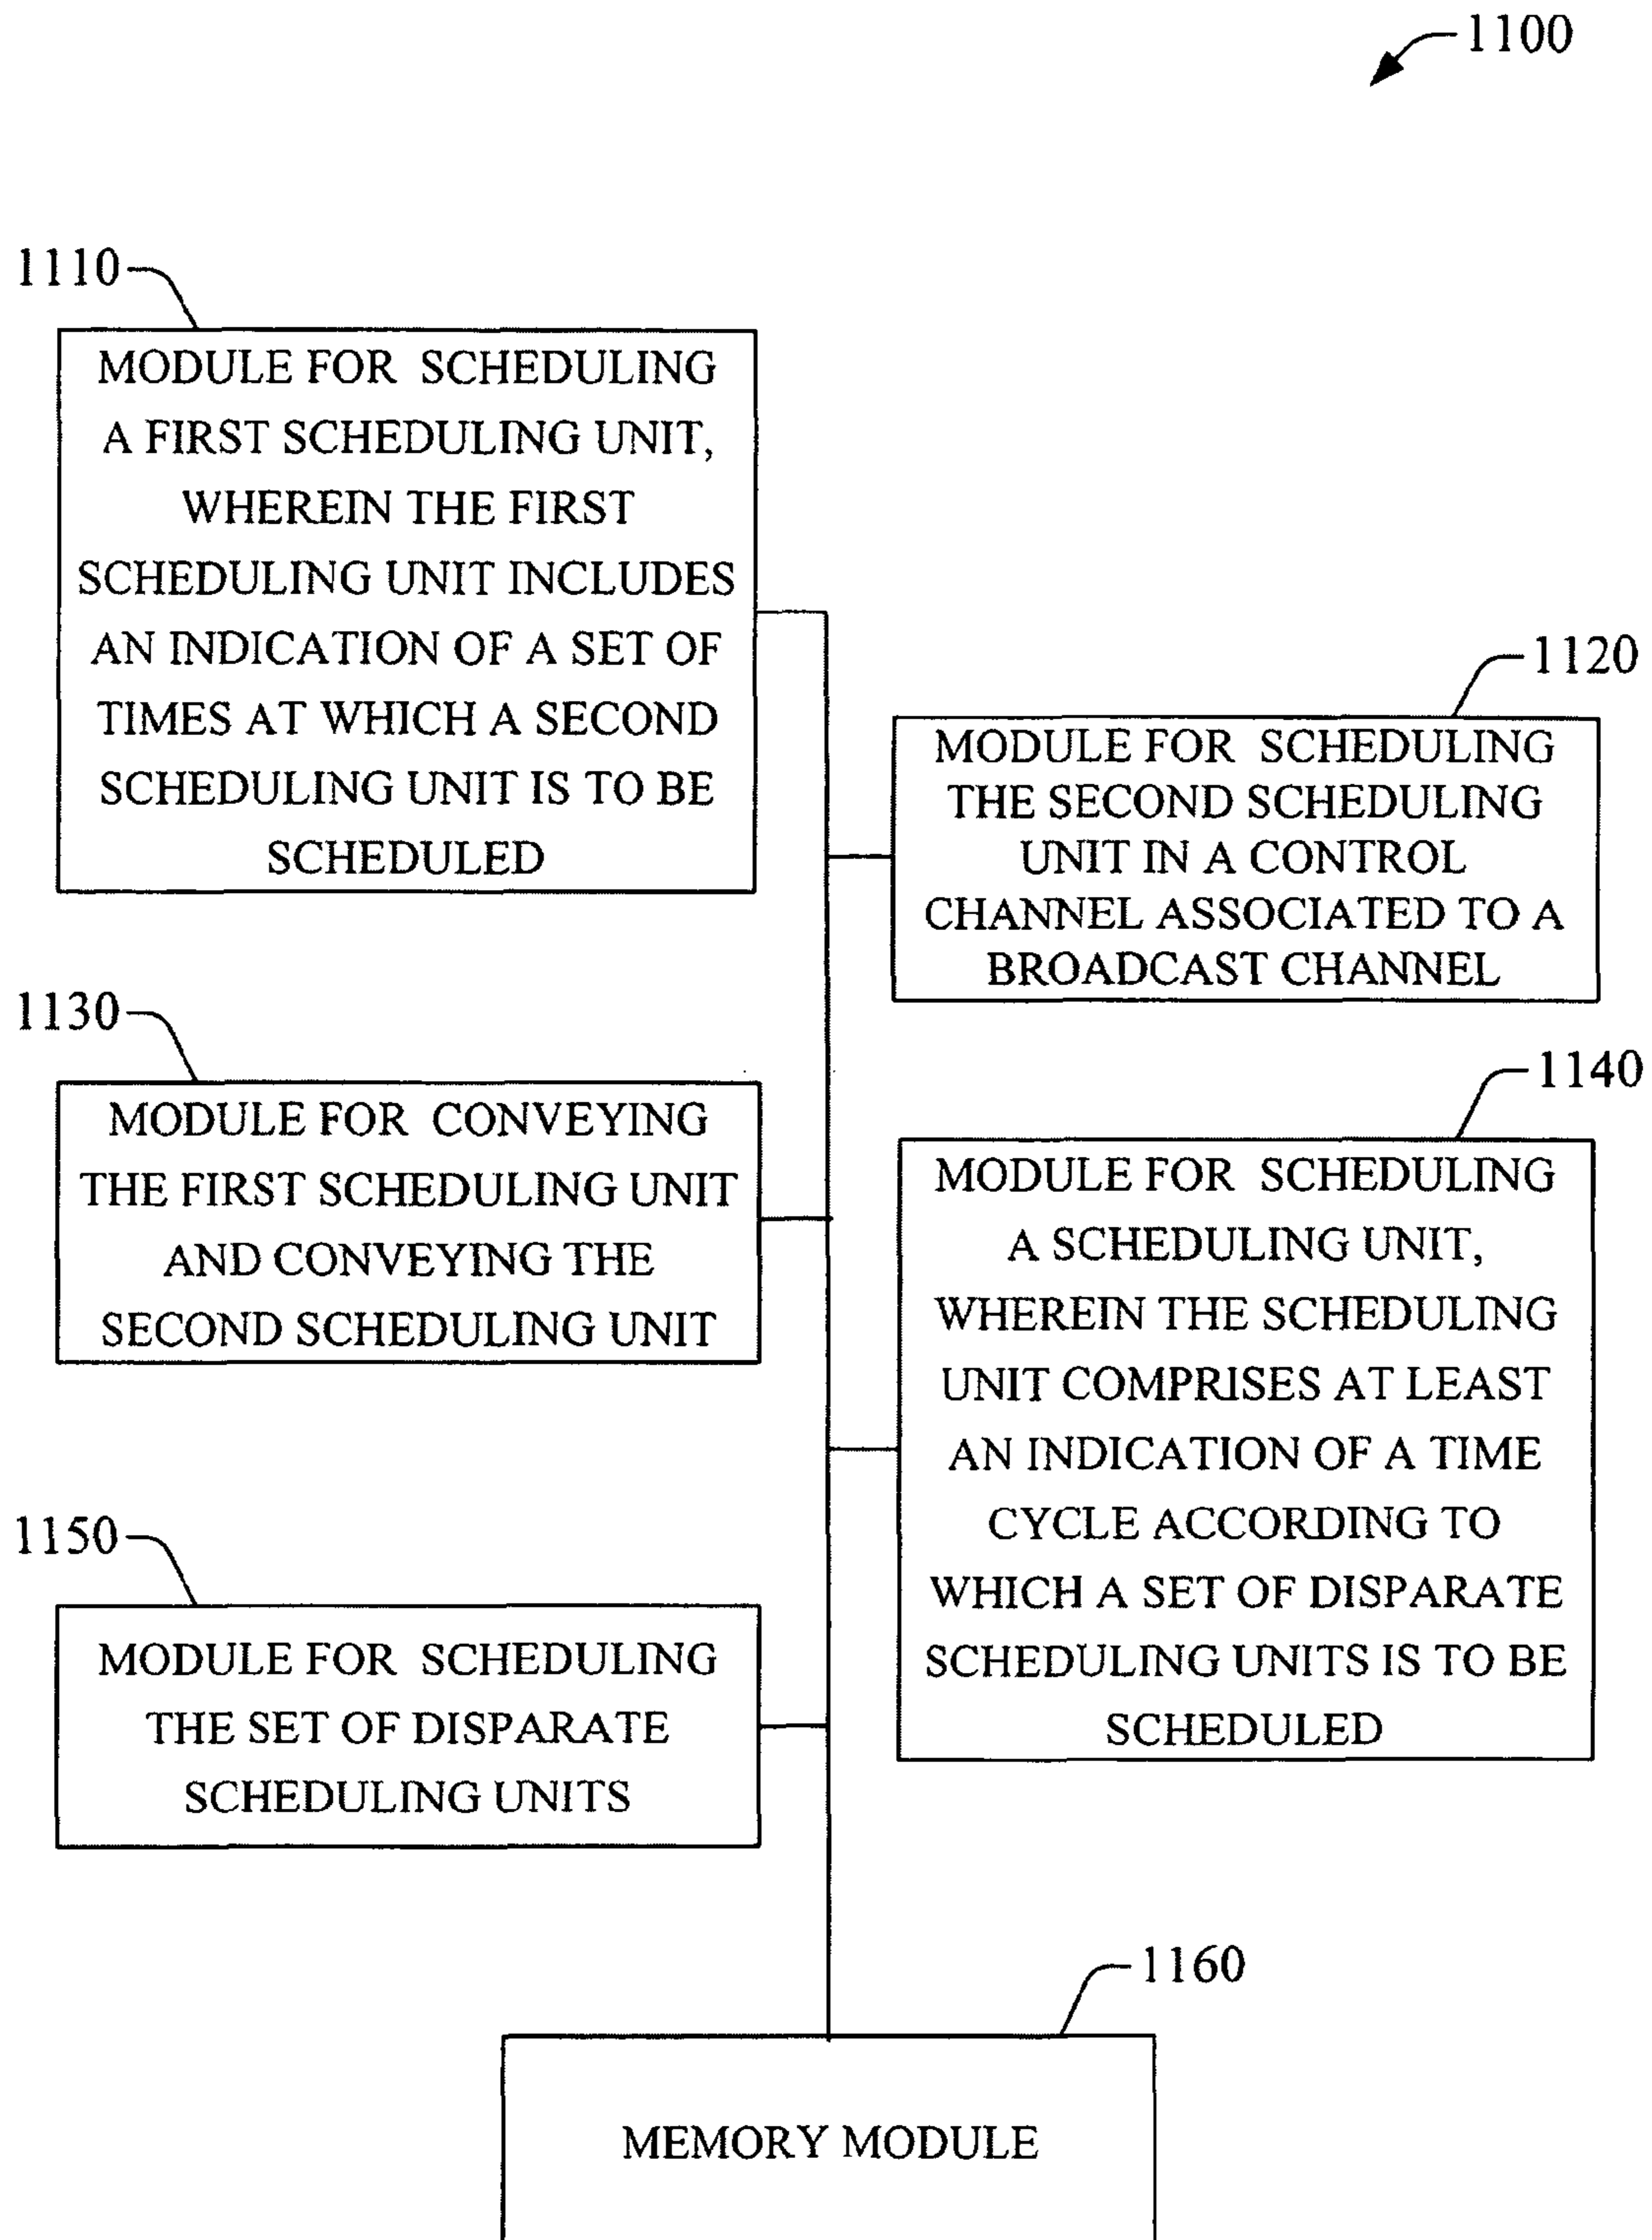 1100
1110
MODULE FOR SCHEDULING
A FIRST SCHEDULING UNIT,
WHEREIN THE FIRST
SCHEDULING UNIT INCLUDES
AN INDICATION OF A SET OF
TIMES AT WHICH A SECOND
SCHEDULING UNIT IS TO BE
SCHEDULED
1120
MODULE FOR SCHEDULING
THE SECOND SCHEDULING
UNIT IN A CONTROL
CHANNEL ASSOCIATED TO A
BROADCAST CHANNEL
1130
MODULE FOR CONVEYING
THE FIRST SCHEDULING UNIT
AND CONVEYING THE
SECOND SCHEDULING UNIT
1140
MODULE FOR SCHEDULING
A SCHEDULING UNIT,
WHEREIN THE SCHEDULING
UNIT COMPRISES AT LEAST
AN INDICATION OF A TIME
CYCLE ACCORDING TO
WHICH A SET OF DISPARATE
SCHEDULING UNITS IS TO BE
SCHEDULED
1150
MODULE FOR SCHEDULING
THE SET OF DISPARATE
SCHEDULING UNITS
1160
MEMORY MODULE